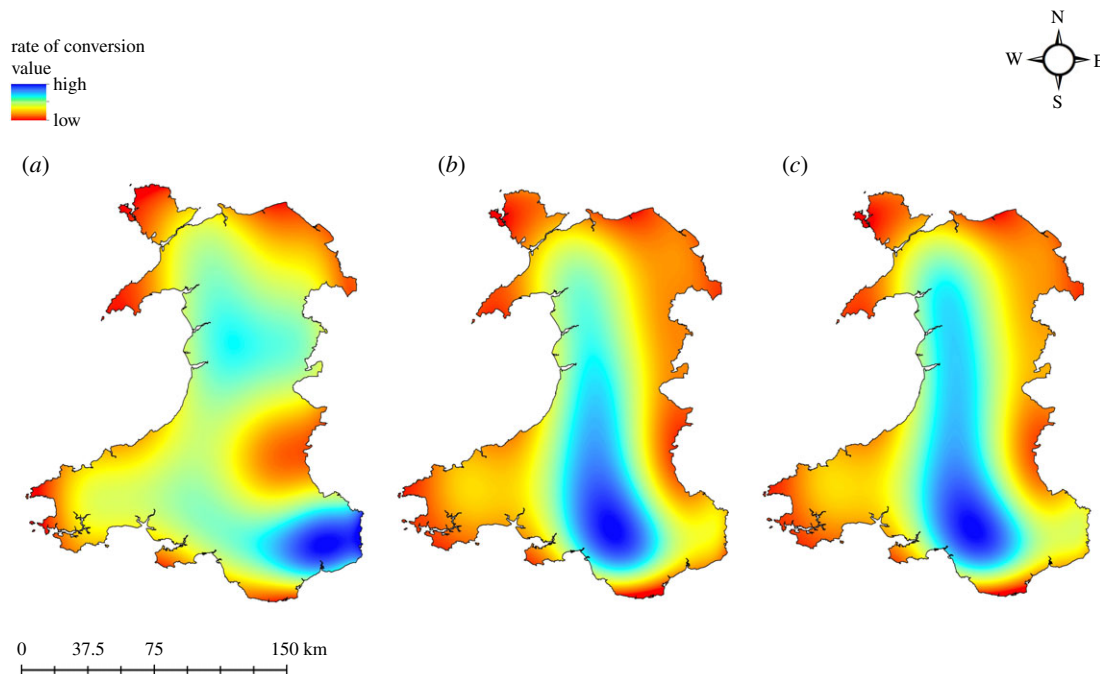 rate of conversion
value
high
low
N
W
E
S
(a)
(b)
(c)
0 37.5 75 150 km